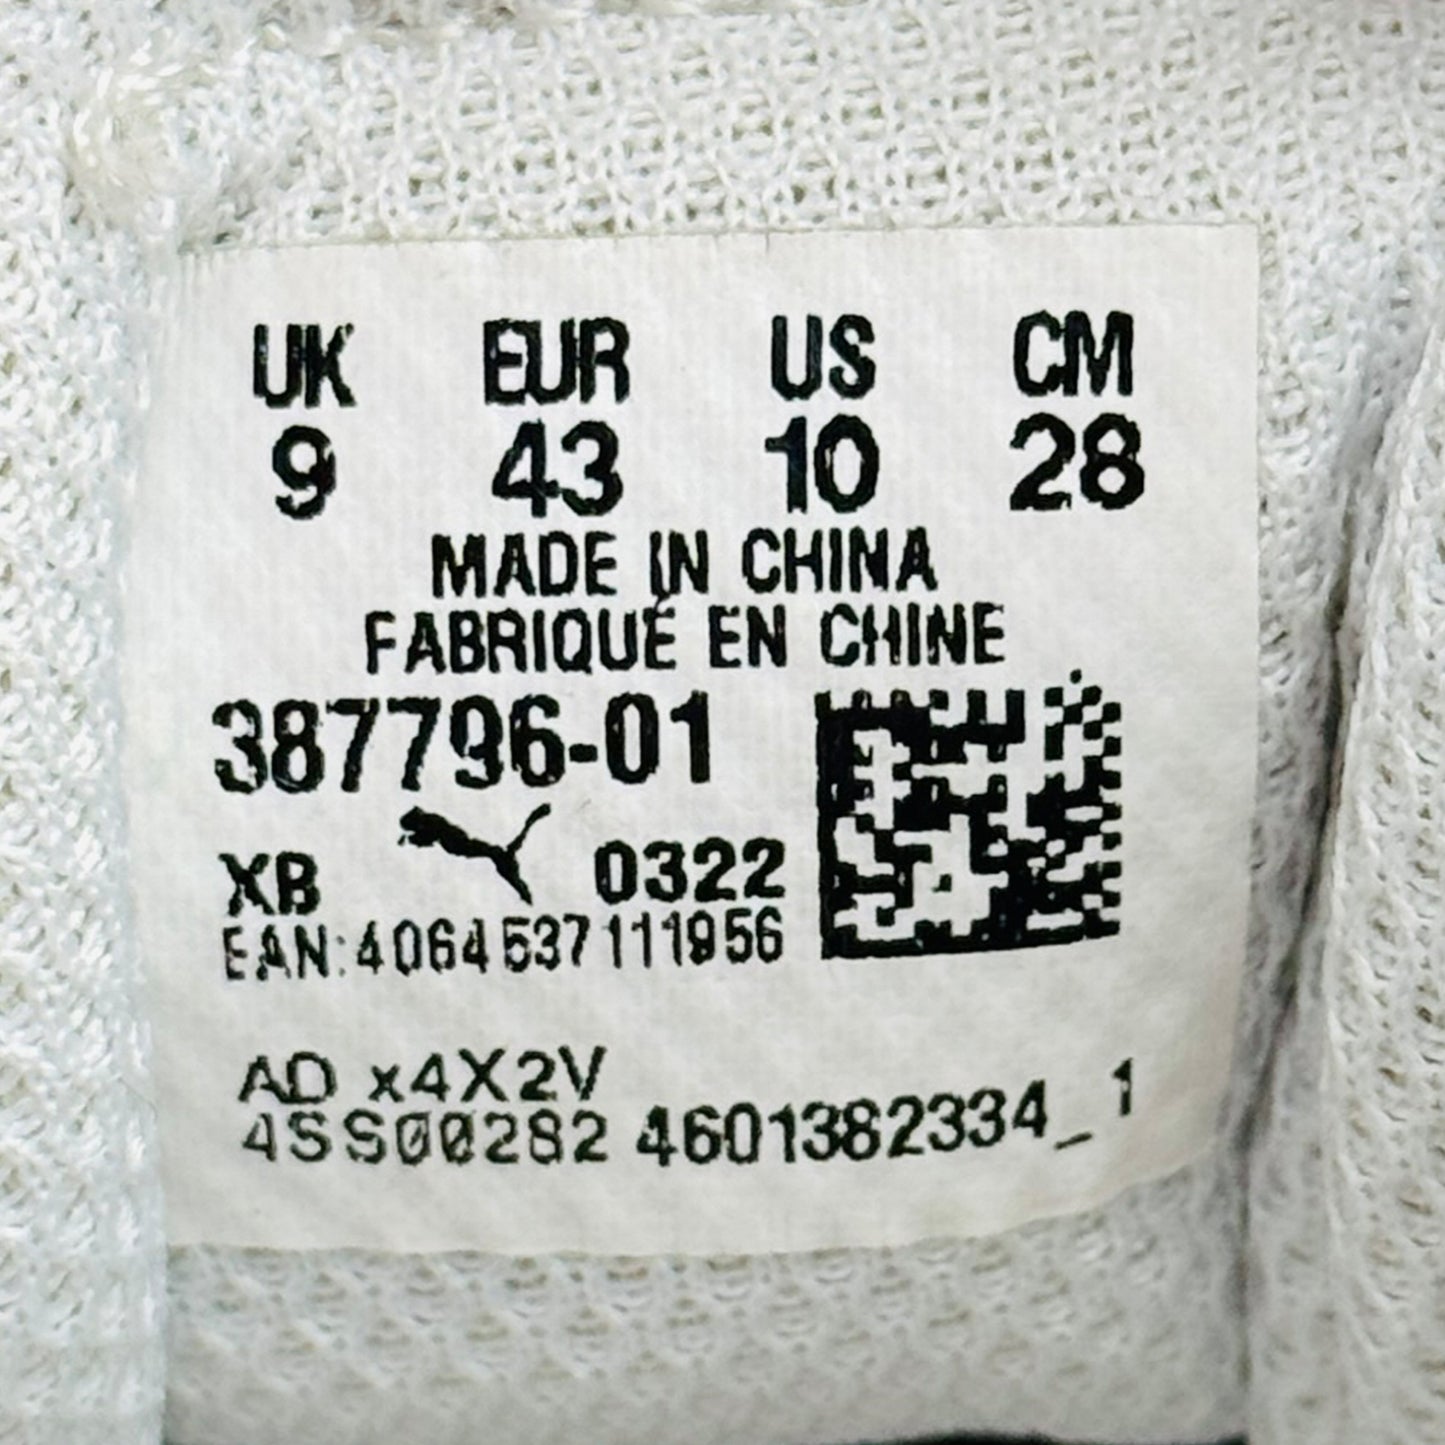 UK EUR US CM
9 43 10 28
MADE IN CHINA
FABRIQUÉ EN CHINE
387796-01
XB 0322
EAN:4064537111956
AD x4X2V
4SS00282 4601382334_1